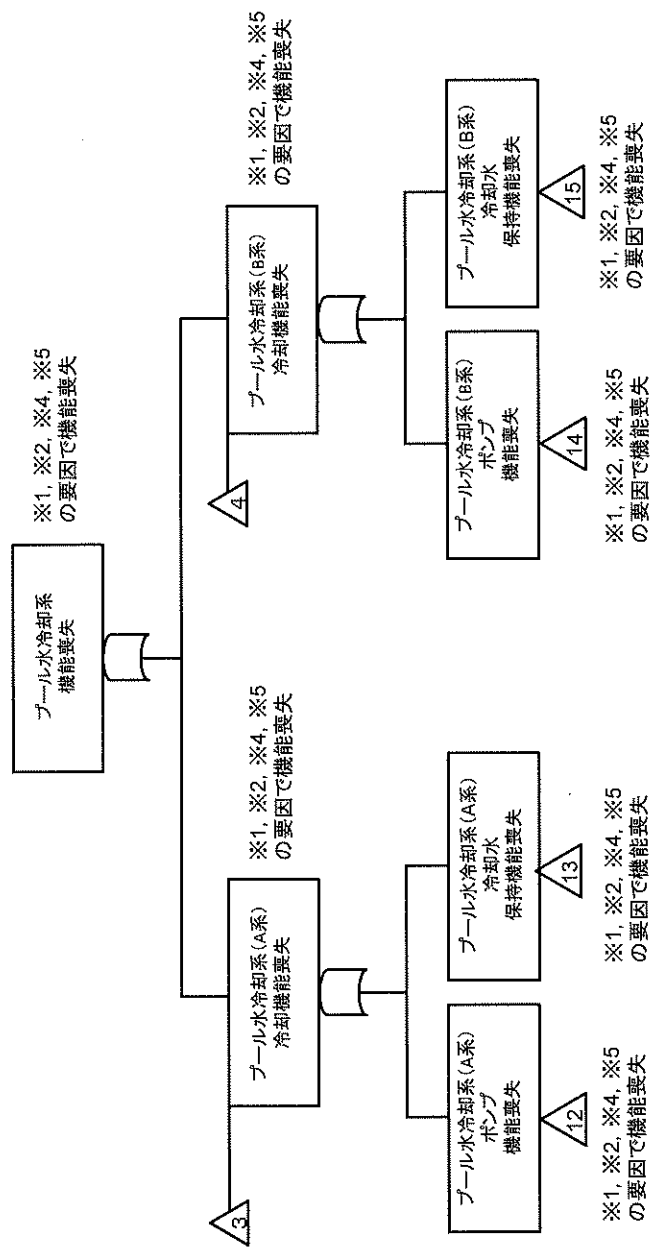 プール水冷却系
機能喪失
※1, ※2, ※4, ※5
の要因で機能喪失
3
プール水冷却系(A系)
冷却機能喪失
※1, ※2, ※4, ※5
の要因で機能喪失
4
プール水冷却系(B系)
冷却機能喪失
※1, ※2, ※4, ※5
の要因で機能喪失
プール水冷却系(A系)
ポンプ
機能喪失
12
※1, ※2, ※4, ※5
の要因で機能喪失
プール水冷却系(A系)
冷却水
保持機能喪失
13
※1, ※2, ※4, ※5
の要因で機能喪失
プール水冷却系(B系)
ポンプ
機能喪失
14
※1, ※2, ※4, ※5
の要因で機能喪失
プール水冷却系(B系)
冷却水
保持機能喪失
15
※1, ※2, ※4, ※5
の要因で機能喪失